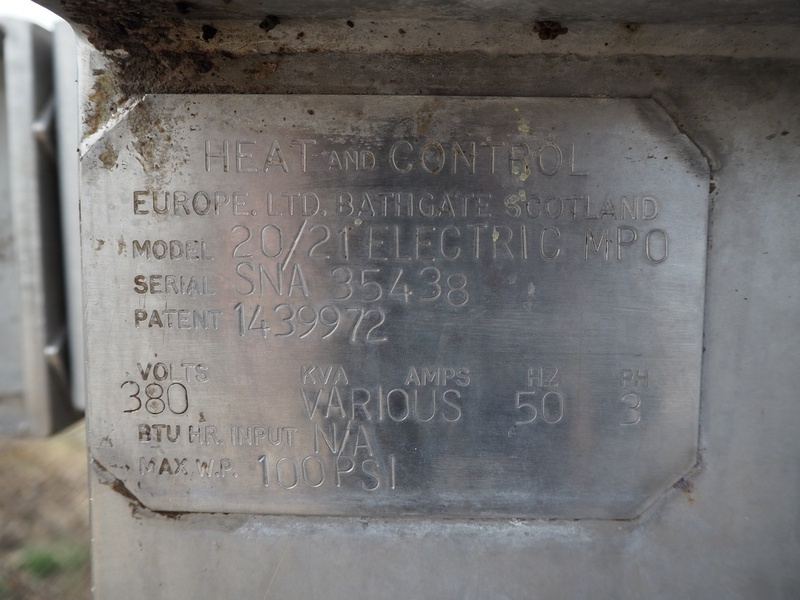 HEAT AND CONTROL
EUROPE. LTD. BATHGATE SCOTLAND
MODEL 20/21 ELECTRIC MPO
SERIAL SNA 35438
PATENT 1439972
VOLTS KVA AMPS HZ PH
380 VARIOUS 50 3
BTU HR. INPUT N/A
MAX W.P. 100 PSI